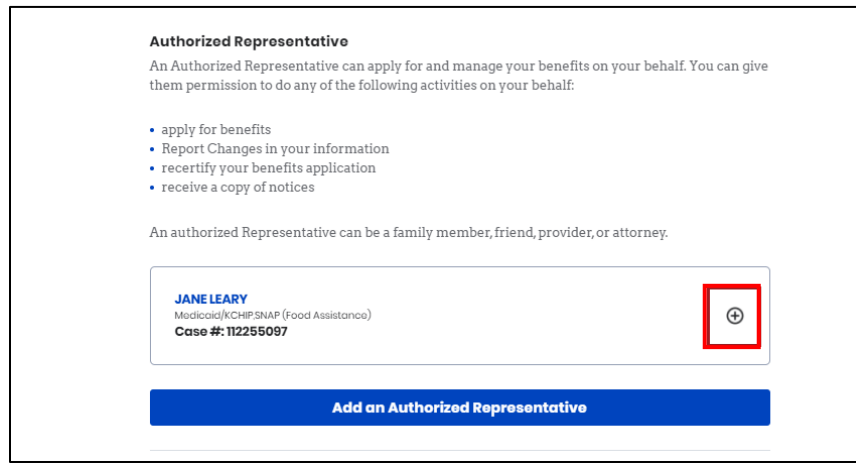 Authorized Representative
An Authorized Representative can apply for and manage your benefits on your behalf. You can give
them permission to do any of the following activities on your behalf:
• apply for benefits
• Report Changes in your information
• recertify your benefits application
• receive a copy of notices
An authorized Representative can be a family member, friend, provider, or attorney.
JANE LEARY
Medicaid/KCHIP,SNAP (Food Assistance)
Case #: 112255097
Add an Authorized Representative